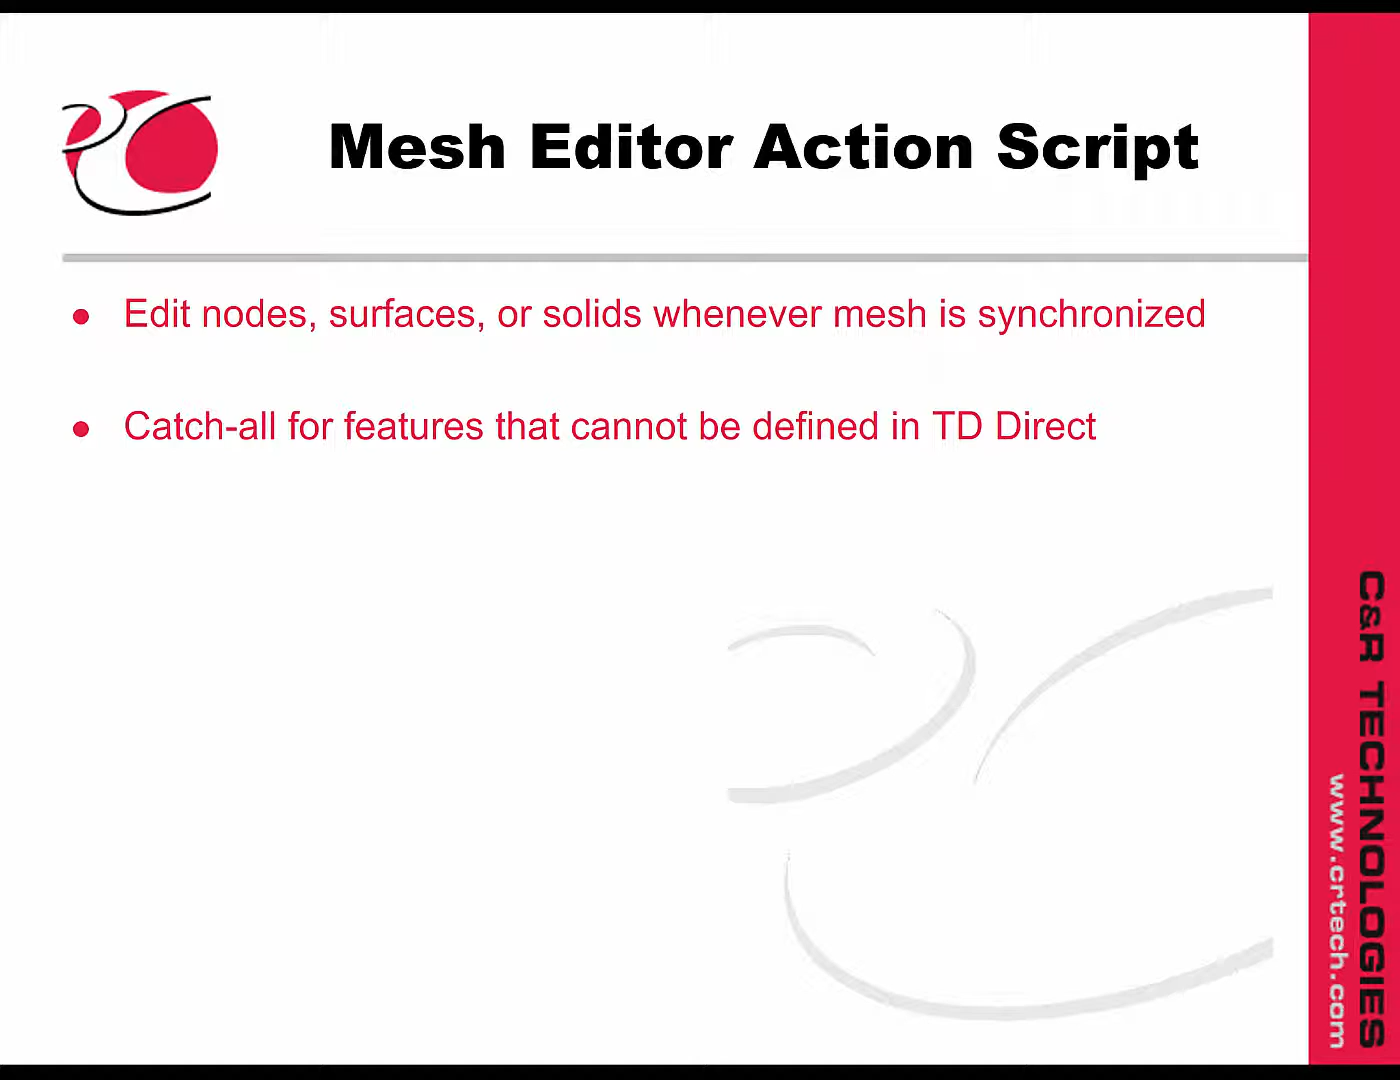 Mesh Editor Action Script
● Edit nodes, surfaces, or solids whenever mesh is synchronized
● Catch-all for features that cannot be defined in TD Direct
C&R TECHNOLOGIES
www.crtech.com